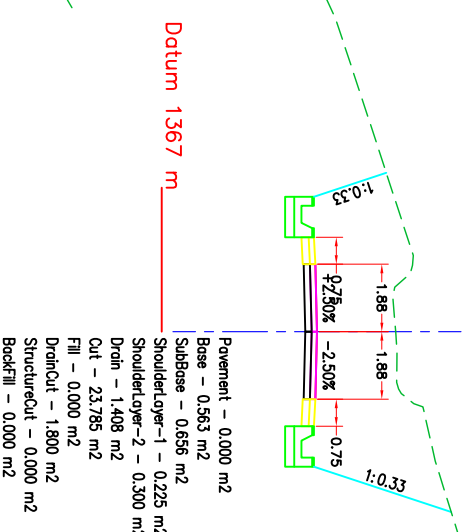 Datum 1367 m
1:0.33
0.75
+2.50%
1.88
1.88
-2.50%
0.75
1:0.33
Pavement - 0.000 m2
Base - 0.563 m2
SubBase - 0.656 m2
ShoulderLayer-1 - 0.225 m2
ShoulderLayer-2 - 0.300 m2
Drain - 1.408 m2
Cut - 23.785 m2
Fill - 0.000 m2
DrainCut - 1.800 m2
StructureCut - 0.000 m2
BackFill - 0.000 m2